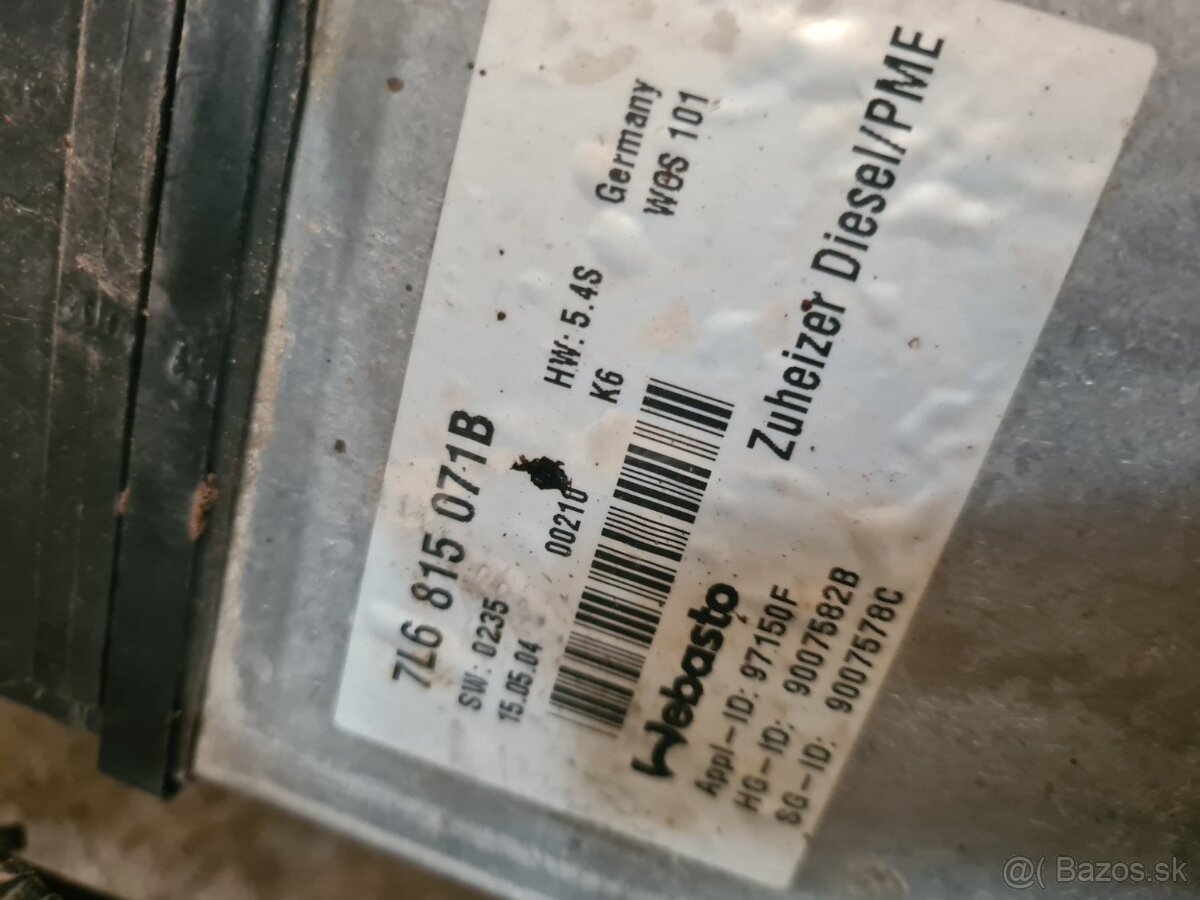 7L6 815 071B
SW: 0235 HW: 5.4S Germany
15.05.04 00210 K6 WOS 101
Webasto Zuheizer Diesel/PME
Appl-ID: 97150F
HG-ID: 9007582B
SG-ID: 9007578C
@( Bazos.sk